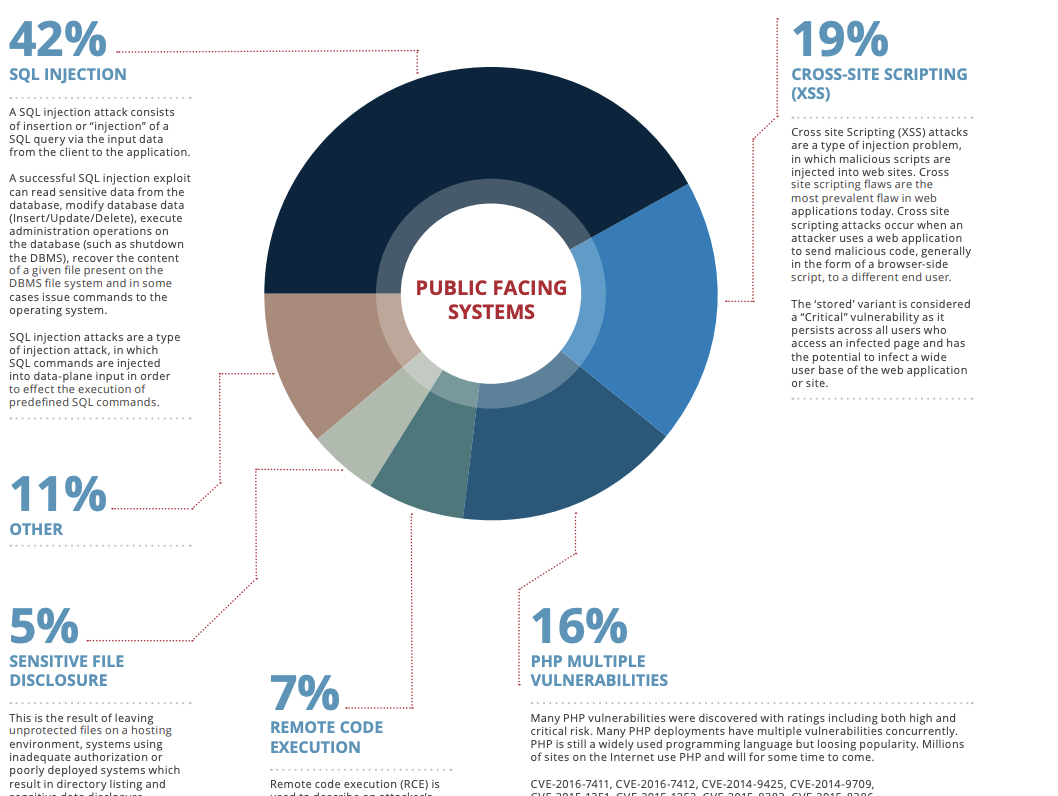 42%
SQL INJECTION
A SQL injection attack consists
of insertion or “injection” of a
SQL query via the input data
from the client to the application.
A successful SQL injection exploit
can read sensitive data from the
database, modify database data
(Insert/Update/Delete), execute
administration operations on
the database (such as shutdown
the DBMS), recover the content
of a given file present on the
DBMS file system and in some
cases issue commands to the
operating system.
SQL injection attacks are a type
of injection attack, in which
SQL commands are injected
into data-plane input in order
to effect the execution of
predefined SQL commands.
PUBLIC FACING
SYSTEMS
19%
CROSS-SITE SCRIPTING
(XSS)
Cross site Scripting (XSS) attacks
are a type of injection problem,
in which malicious scripts are
injected into web sites. Cross
site scripting flaws are the
most prevalent flaw in web
applications today. Cross site
scripting attacks occur when an
attacker uses a web application
to send malicious code, generally
in the form of a browser-side
script, to a different end user.
The ‘stored’ variant is considered
a “Critical” vulnerability as it
persists across all users who
access an infected page and has
the potential to infect a wide
user base of the web application
or site.
11%
OTHER
5%
SENSITIVE FILE
DISCLOSURE
This is the result of leaving
unprotected files on a hosting
environment, systems using
inadequate authorization or
poorly deployed systems which
result in directory listing and
sensitive data disclosure.
7%
REMOTE CODE
EXECUTION
Remote code execution (RCE) is
used to describe an attacker’s
16%
PHP MULTIPLE
VULNERABILITIES
Many PHP vulnerabilities were discovered with ratings including both high and
critical risk. Many PHP deployments have multiple vulnerabilities concurrently.
PHP is still a widely used programming language but loosing popularity. Millions
of sites on the Internet use PHP and will for some time to come.
CVE-2016-7411, CVE-2016-7412, CVE-2014-9425, CVE-2014-9709,